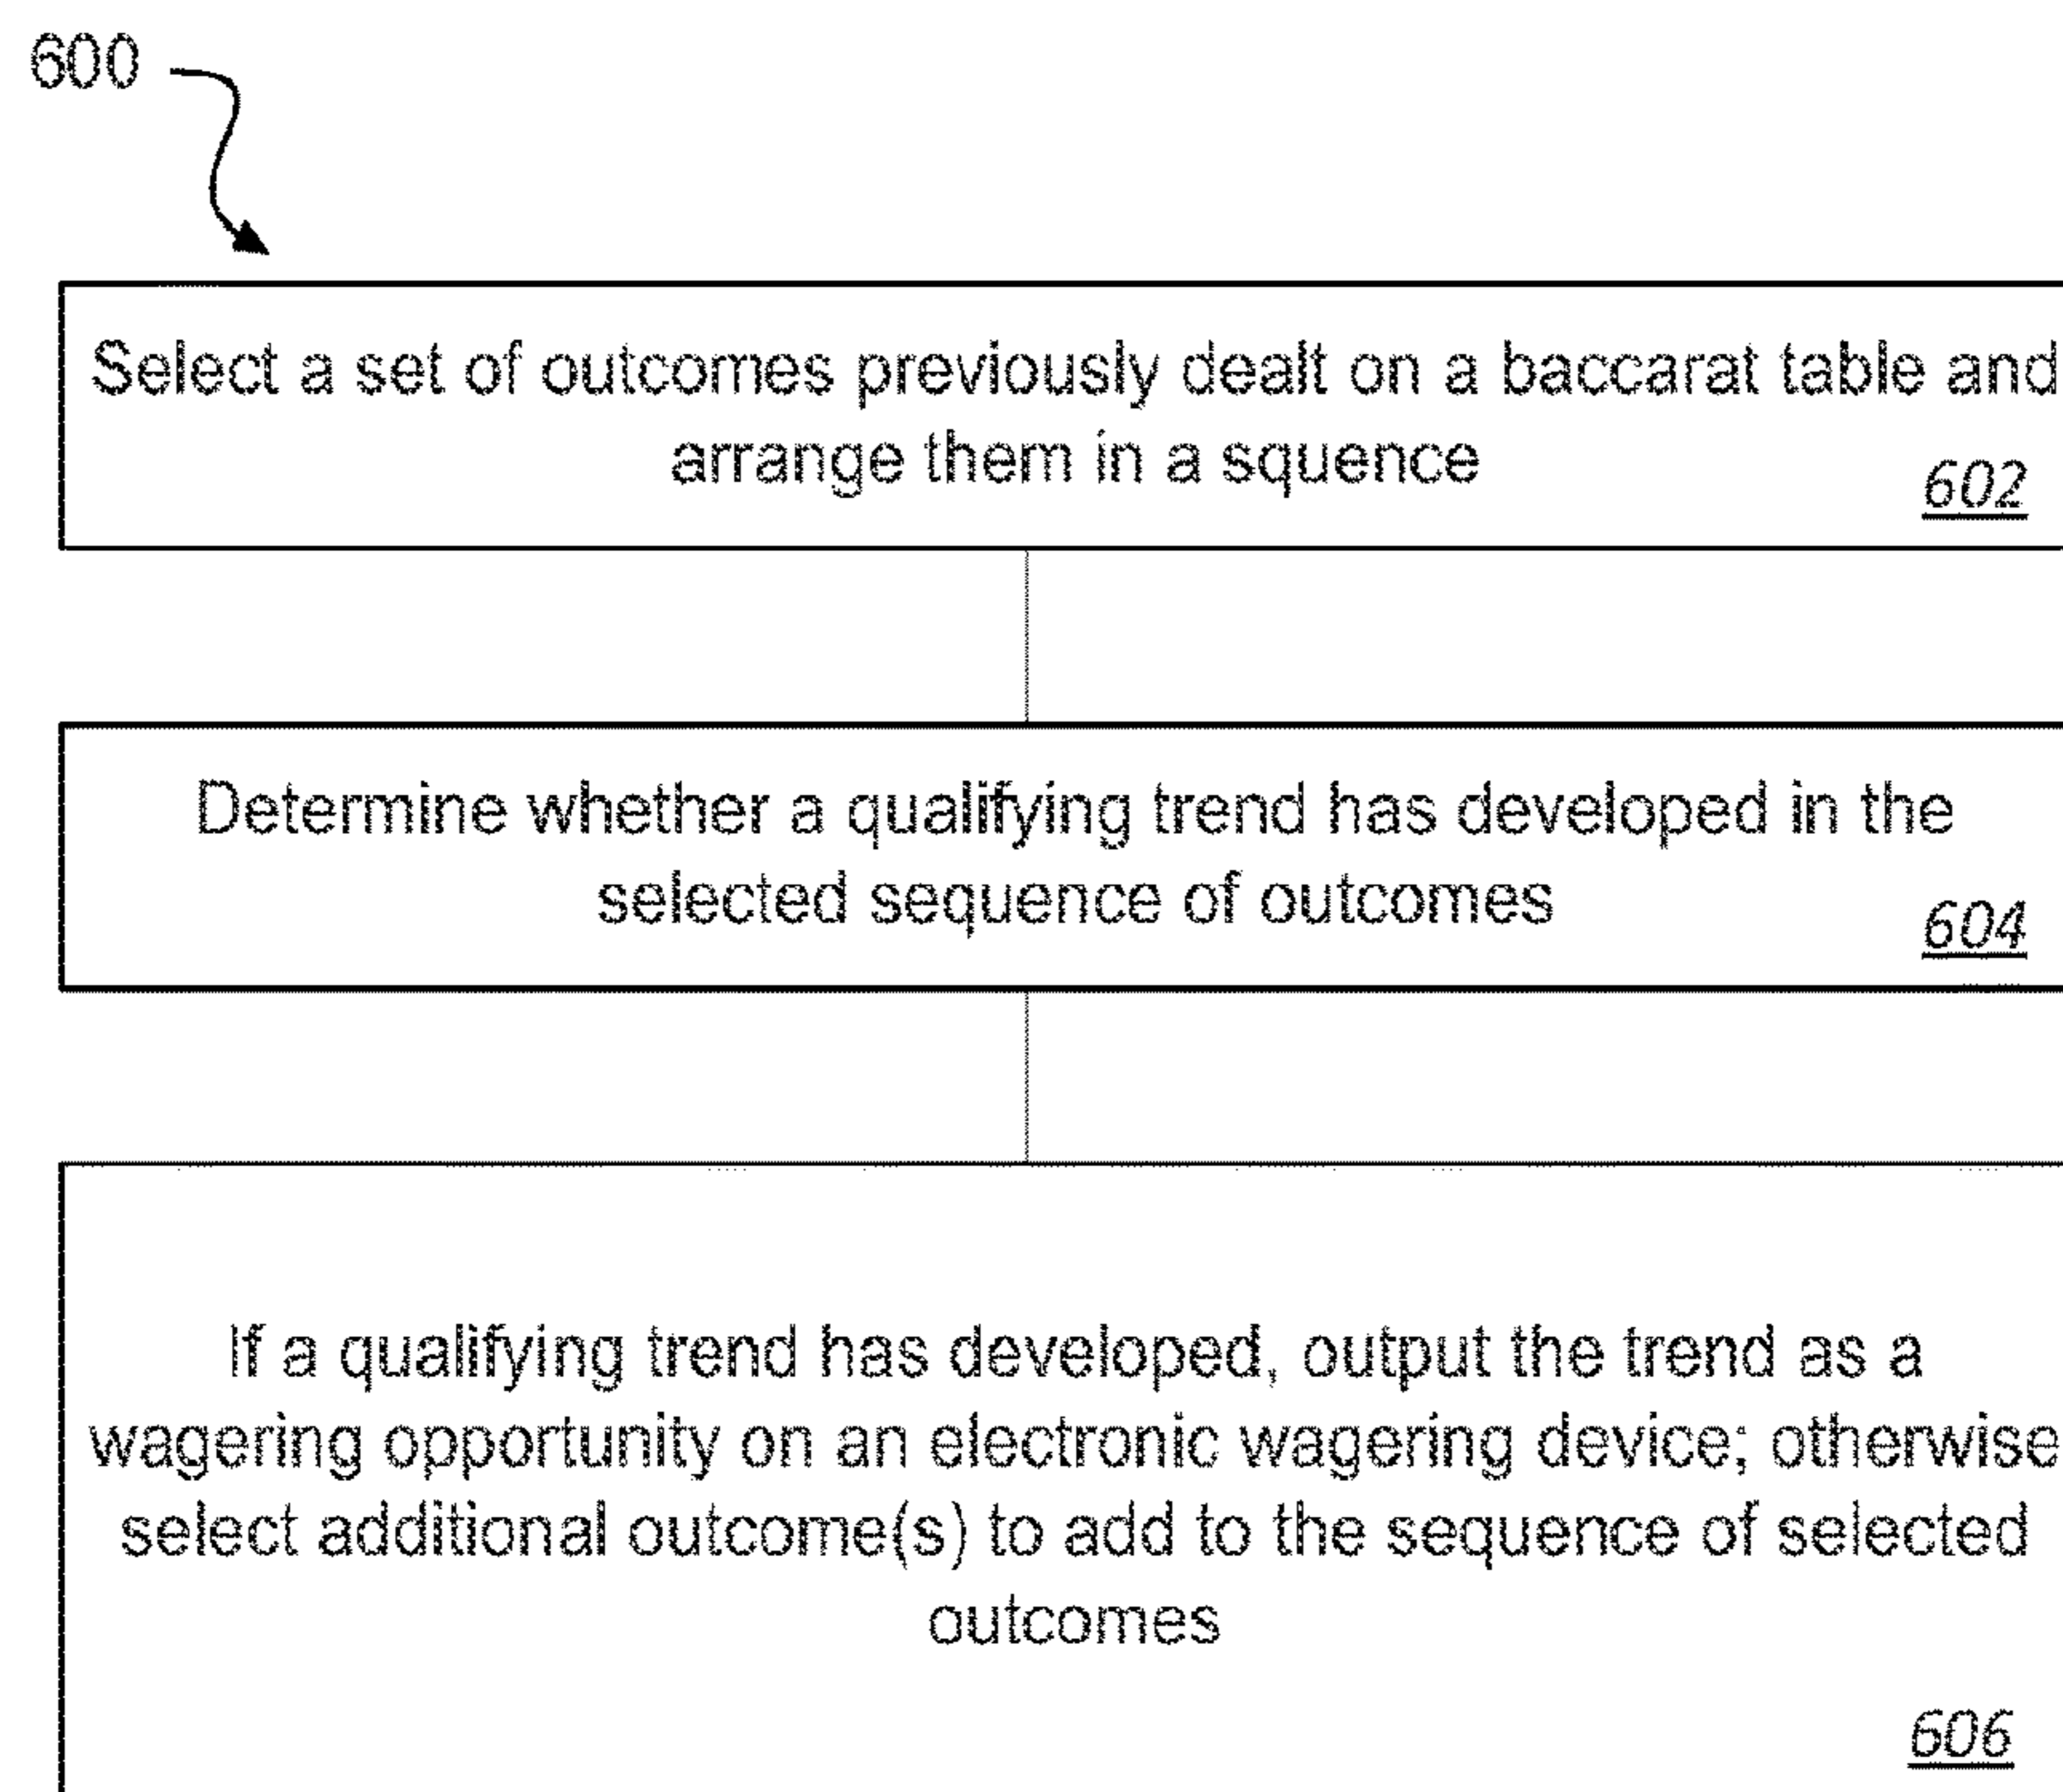 600
Select a set of outcomes previously dealt on a baccarat table and
arrange them in a squence
602
Determine whether a qualifying trend has developed in the
selected sequence of outcomes
604
If a qualifying trend has developed, output the trend as a
wagering opportunity on an electronic wagering device; otherwise
select additional outcome(s) to add to the sequence of selected
outcomes
606